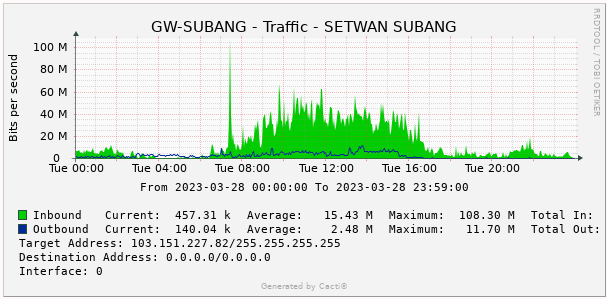 GW-SUBANG - Traffic - SETWAN SUBANG
RRDTOOL / TOBI OETIKER
Bits per second
100 M
80 M
60 M
40 M
20 M
0
Tue 00:00 Tue 04:00 Tue 08:00 Tue 12:00 Tue 16:00 Tue 20:00
From 2023-03-28 00:00:00 To 2023-03-28 23:59:00
Inbound Current: 457.31 k Average: 15.43 M Maximum: 108.30 M Total In:
Outbound Current: 140.04 k Average: 2.48 M Maximum: 11.70 M Total Out:
Target Address: 103.151.227.82/255.255.255.255
Destination Address: 0.0.0.0/0.0.0.0
Interface: 0
Generated by Cacti®